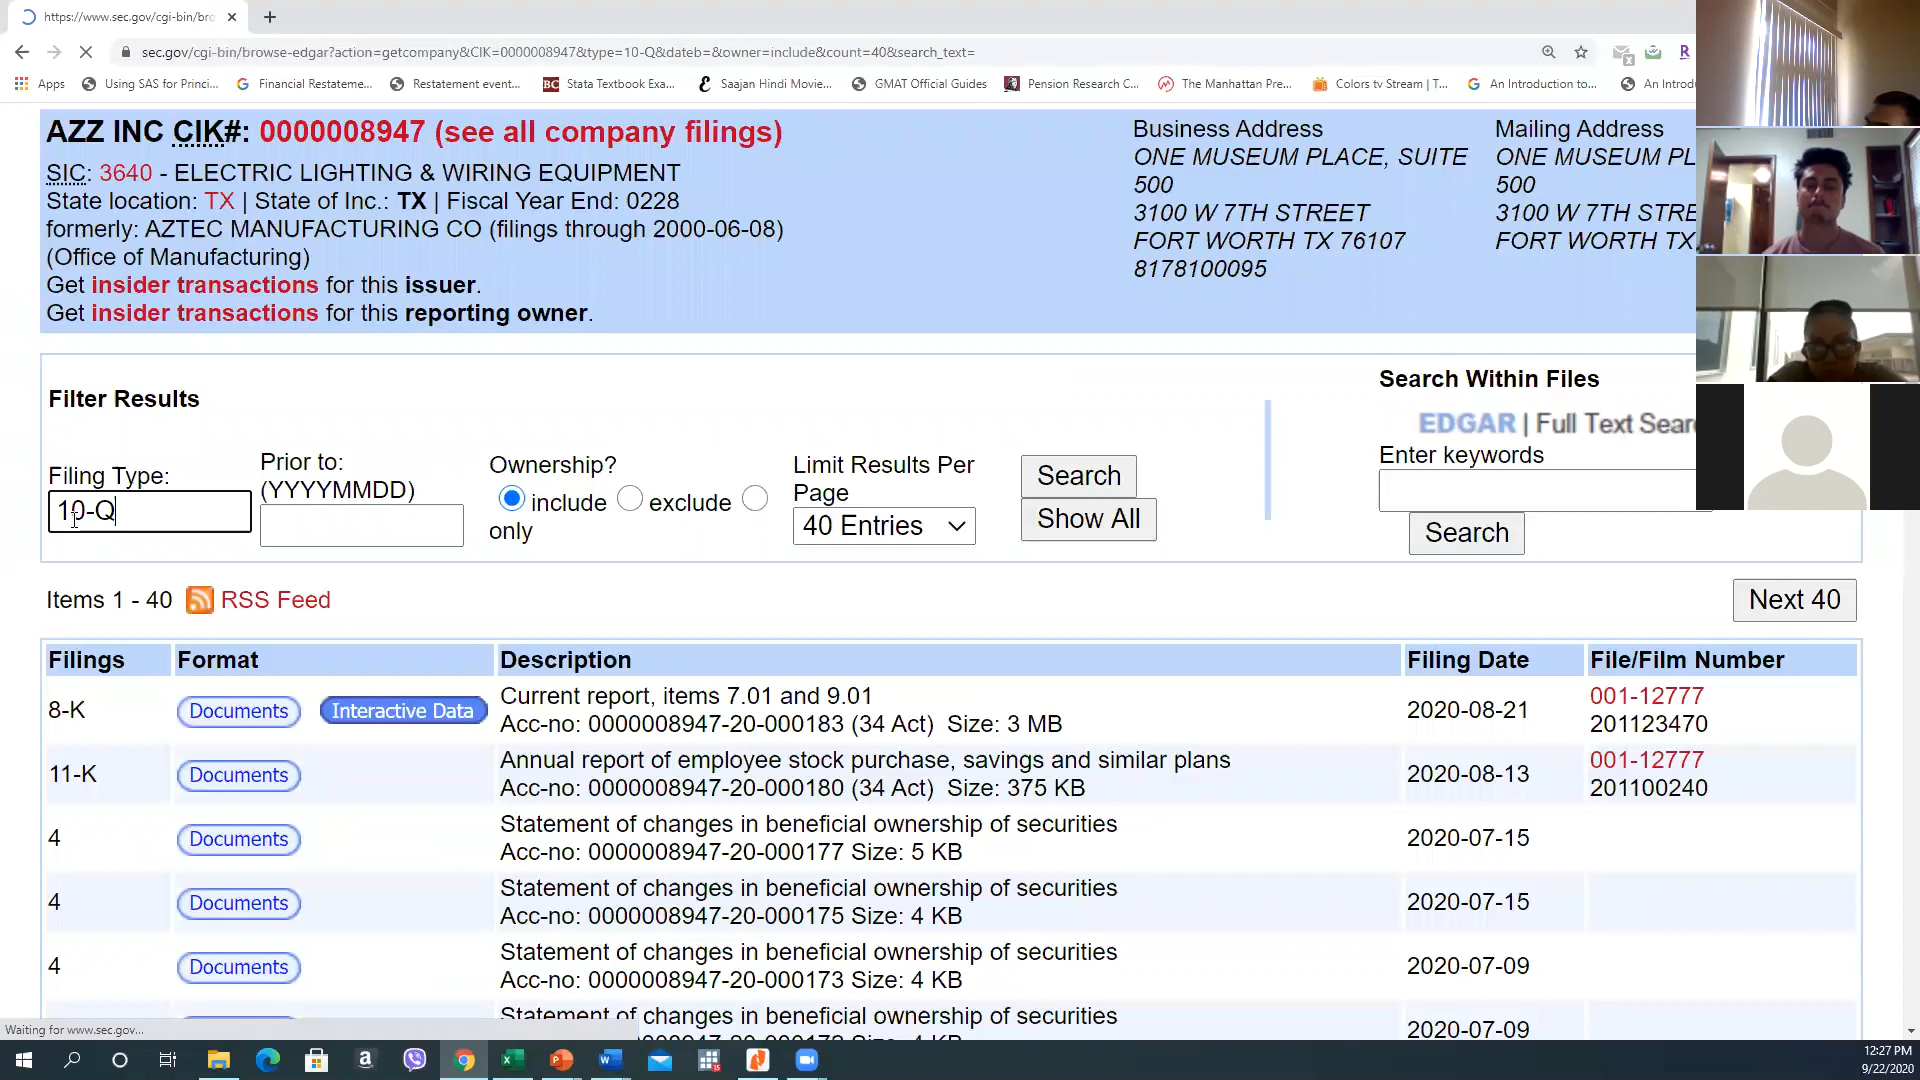 https://www.sec.gov/cgi-bin/bro
sec.gov/cgi-bin/browse-edgar?action=getcompany&CIK=0000008947&type=10-Q&dateb=&owner=include&count=40&search_text=
Apps Using SAS for Princi... Financial Restateme... Restatement event... BC Stata Textbook Exa... Saajan Hindi Movie... GMAT Official Guides Pension Research C... The Manhattan Pre... Colors tv Stream | T... An Introduction to... An Introd
AZZ INC CIK#: 0000008947 (see all company filings)
SIC: 3640 - ELECTRIC LIGHTING & WIRING EQUIPMENT
State location: TX | State of Inc.: TX | Fiscal Year End: 0228
formerly: AZTEC MANUFACTURING CO (filings through 2000-06-08)
(Office of Manufacturing)
Get insider transactions for this issuer.
Get insider transactions for this reporting owner.
Business Address
ONE MUSEUM PLACE, SUITE
500
3100 W 7TH STREET
FORT WORTH TX 76107
8178100095
Mailing Address
ONE MUSEUM PL
500
3100 W 7TH STRE
FORT WORTH TX
Filter Results
Filing Type:
10-Q
Prior to:
(YYYYMMDD)
Ownership?
include exclude
only
Limit Results Per
Page
40 Entries
Search
Show All
Search Within Files
EDGAR | Full Text Sear
Enter keywords
Search
Items 1 - 40 RSS Feed
Next 40
Filings Format Description Filing Date File/Film Number
8-K Documents Interactive Data Current report, items 7.01 and 9.01
Acc-no: 0000008947-20-000183 (34 Act) Size: 3 MB
2020-08-21
001-12777
201123470
11-K Documents Annual report of employee stock purchase, savings and similar plans
Acc-no: 0000008947-20-000180 (34 Act) Size: 375 KB
2020-08-13
001-12777
201100240
4 Documents Statement of changes in beneficial ownership of securities
Acc-no: 0000008947-20-000177 Size: 5 KB
2020-07-15
4 Documents Statement of changes in beneficial ownership of securities
Acc-no: 0000008947-20-000175 Size: 4 KB
2020-07-15
4 Documents Statement of changes in beneficial ownership of securities
Acc-no: 0000008947-20-000173 Size: 4 KB
2020-07-09
Statement of changes in beneficial ownership of securities
2020-07-09
Waiting for www.sec.gov...
12:27 PM
9/22/2020